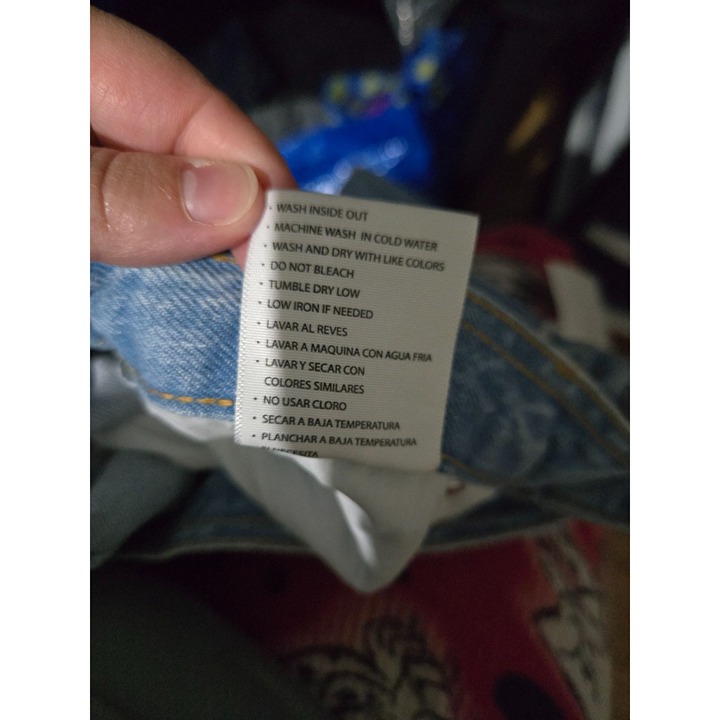 • WASH INSIDE OUT
• MACHINE WASH IN COLD WATER
• WASH AND DRY WITH LIKE COLORS
• DO NOT BLEACH
• TUMBLE DRY LOW
• LOW IRON IF NEEDED
• LAVAR AL REVES
• LAVAR A MAQUINA CON AGUA FRIA
• LAVAR Y SECAR CON
COLORES SIMILARES
• NO USAR CLORO
• SECAR A BAJA TEMPERATURA
• PLANCHAR A BAJA TEMPERATURA